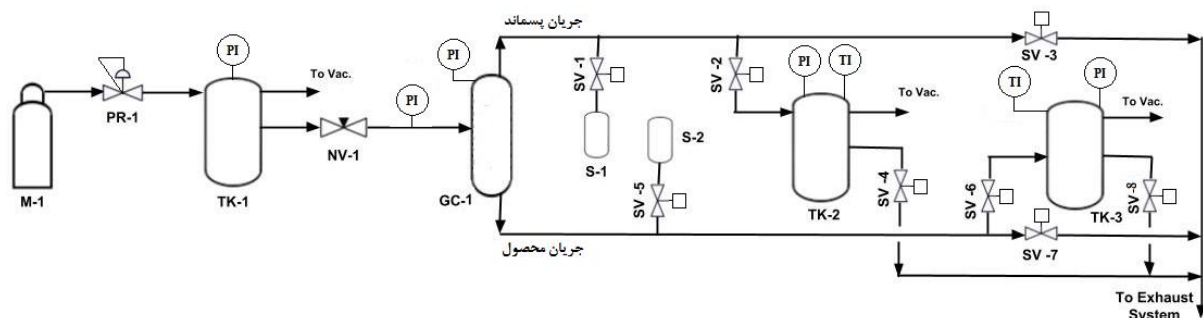 جریان پسماند
PI
PI
PI
PI
PI
TI
TI
PI
SV -1
SV -2
SV -3
To Vac.
To Vac.
To Vac.
PR-1
NV-1
S-1
S-2
SV -5
SV -4
SV -6
SV-8
M-1
TK-1
GC-1
TK-2
TK-3
جریان محصول
SV -7
To Exhaust
System